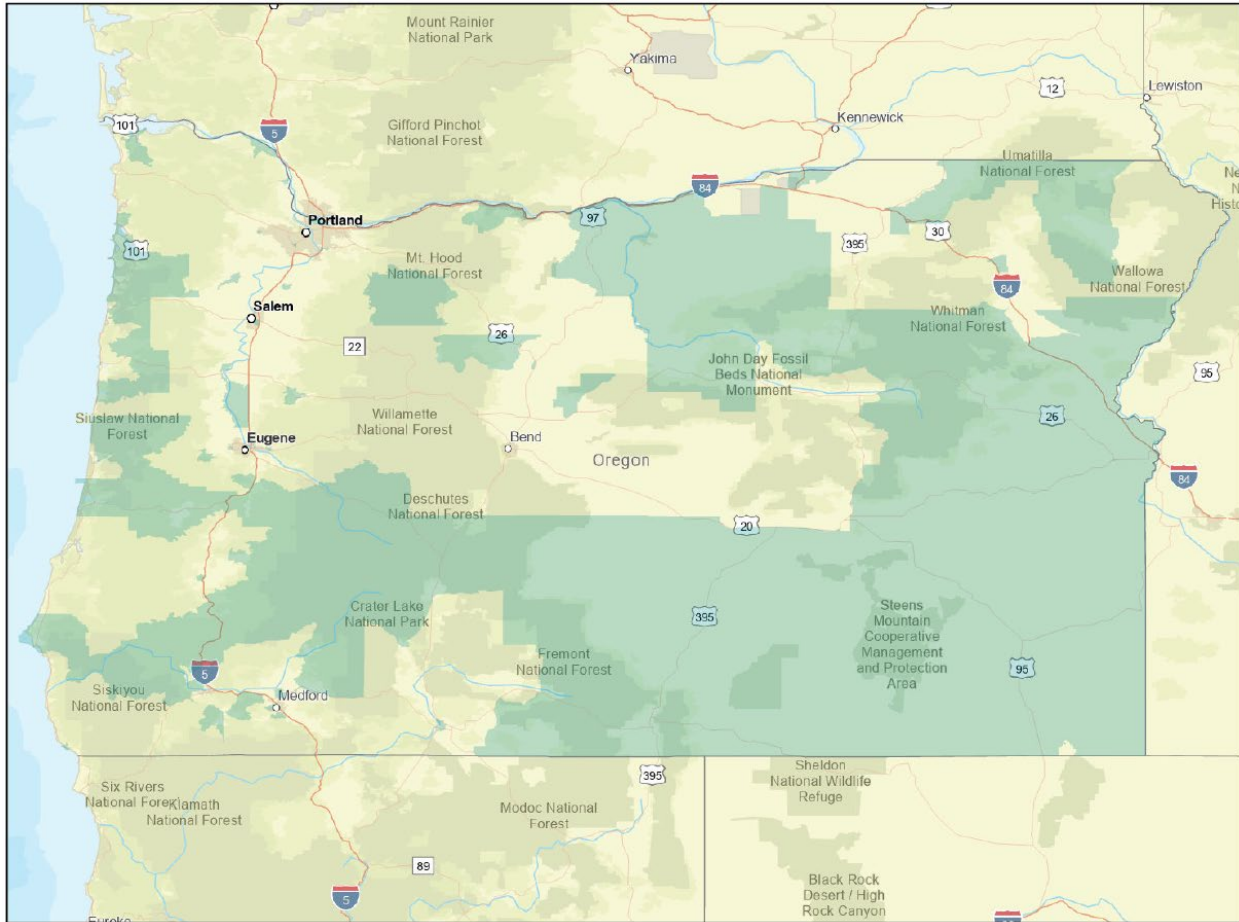 Mount Rainier
National Park
Yakima
12
Lewiston
101
5
Gifford Pinchot
National Forest
Kennewick
Umatilla
National Forest
84
97
Portland
101
30
395
Mt. Hood
National Forest
Wallowa
National Forest
84
Salem
Whitman
National Forest
26
22
John Day Fossil
Beds National
Monument
95
Siuslaw National
Forest
Willamette
National Forest
26
Eugene
Bend
Oregon
84
Deschutes
National Forest
20
Crater Lake
National Park
395
Steens
Mountain
Cooperative
Management
and Protection
Area
Fremont
National Forest
5
95
Siskiyou
National Forest
Medford
Sheldon
National Wildlife
Refuge
395
Six Rivers
National Forest
Klamath
National Forest
Modoc National
Forest
89
5
Black Rock
Desert / High
Rock Canyon